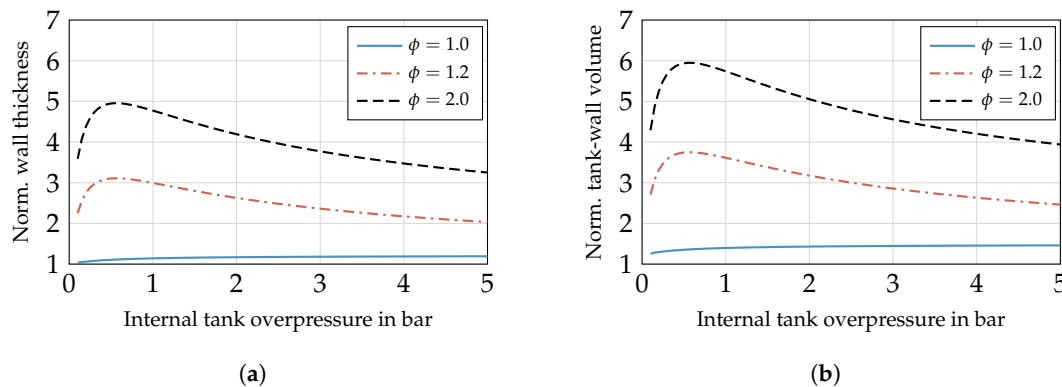 Norm. wall thickness
7
6
5
4
3
2
1
0 1 2 3 4 5
ϕ = 1.0
ϕ = 1.2
ϕ = 2.0
Internal tank overpressure in bar
(a)
Norm. tank-wall volume
7
6
5
4
3
2
1
0 1 2 3 4 5
ϕ = 1.0
ϕ = 1.2
ϕ = 2.0
Internal tank overpressure in bar
(b)